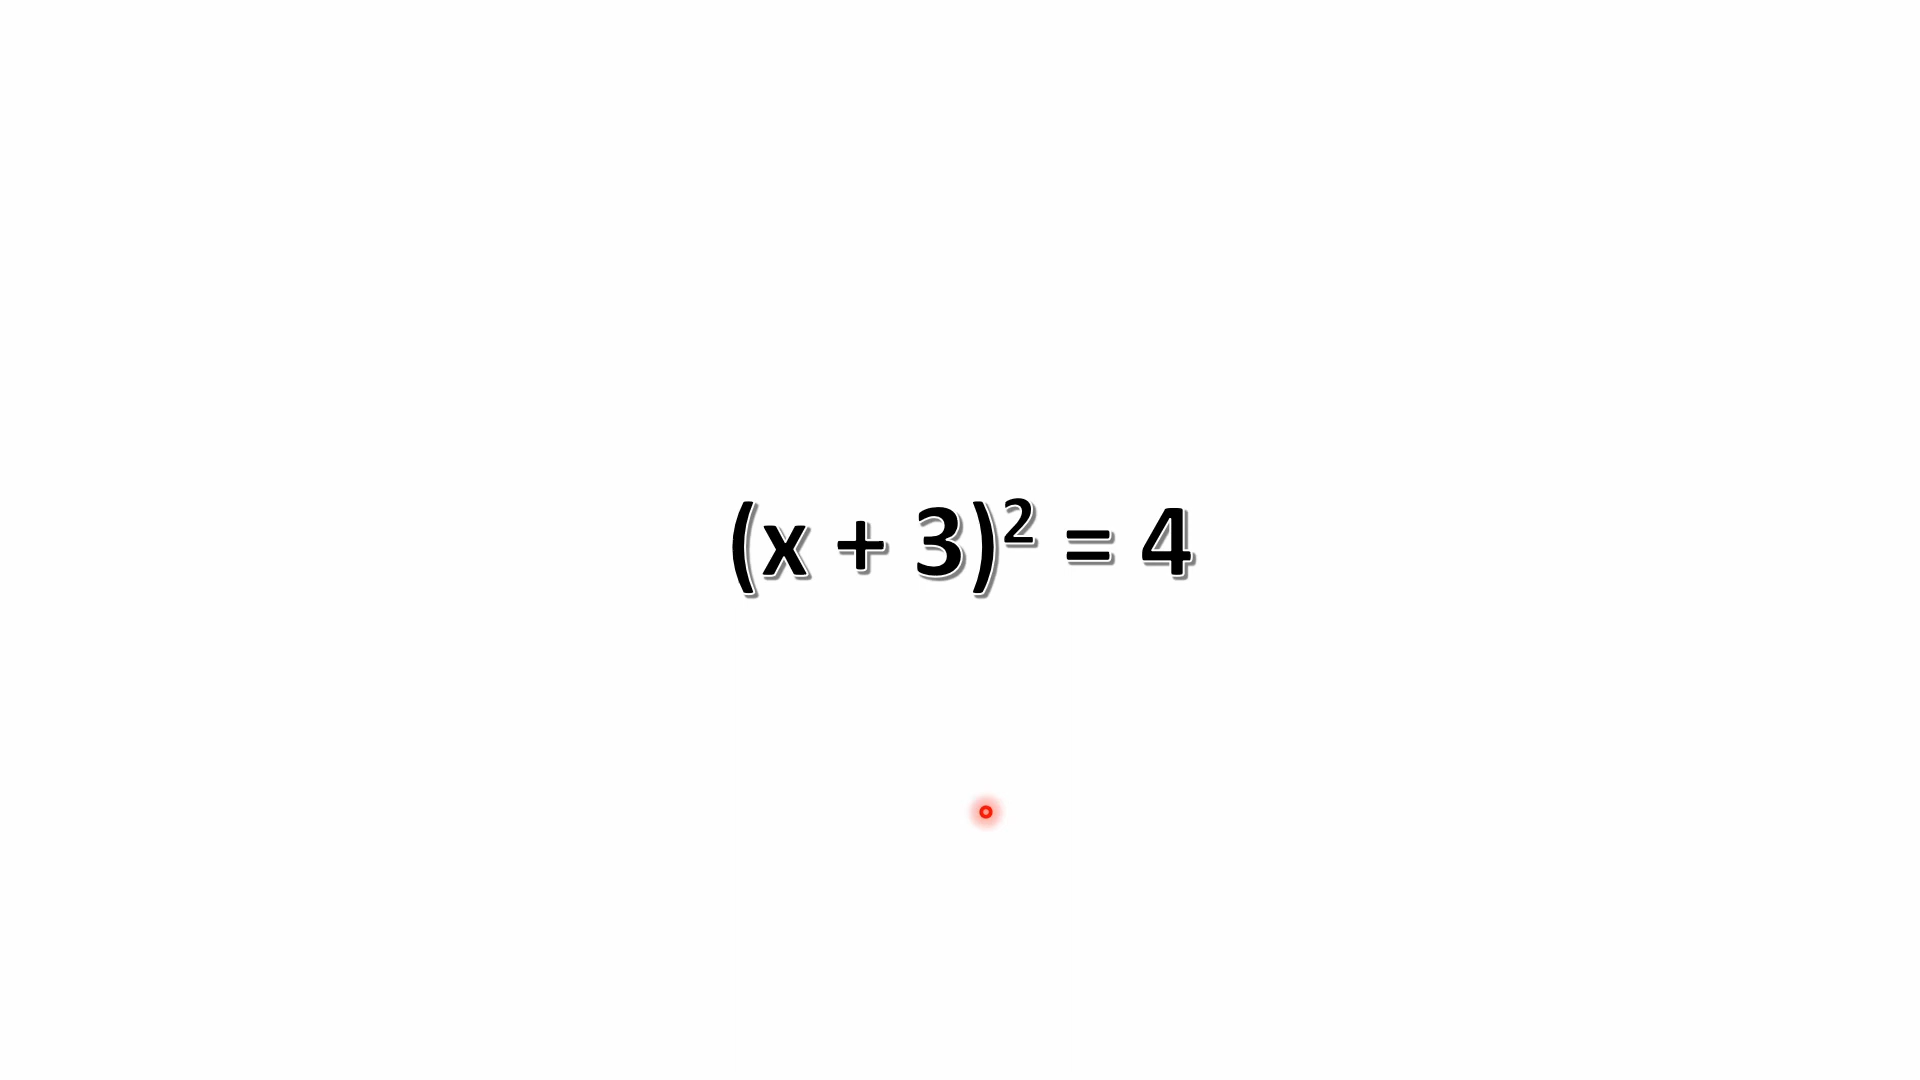 (x + 3)² = 4